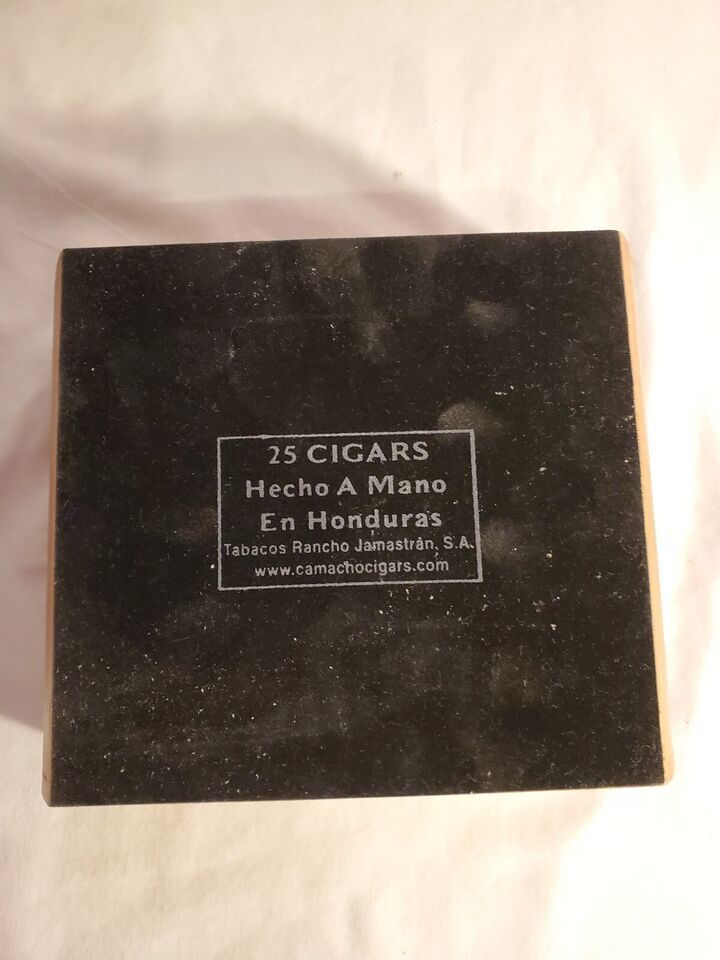 25 CIGARS
Hecho A Mano
En Honduras
Tabacos Rancho Jamastrán, S.A.
www.camachocigars.com